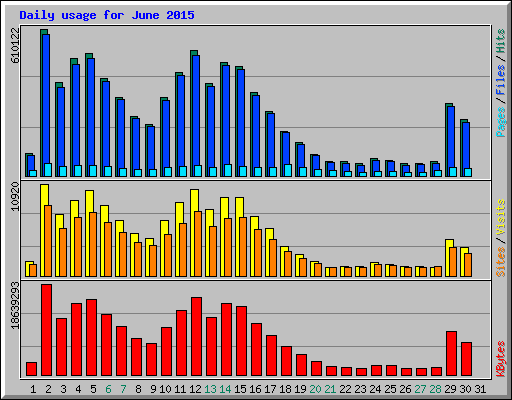 Daily usage for June 2015
610122
Pages / Files / Hits
10920
Sites / Visits
18639293
KBytes
1 2 3 4 5 6 7 8 9 10 11 12 13 14 15 16 17 18 19 20 21 22 23 24 25 26 27 28 29 30 31